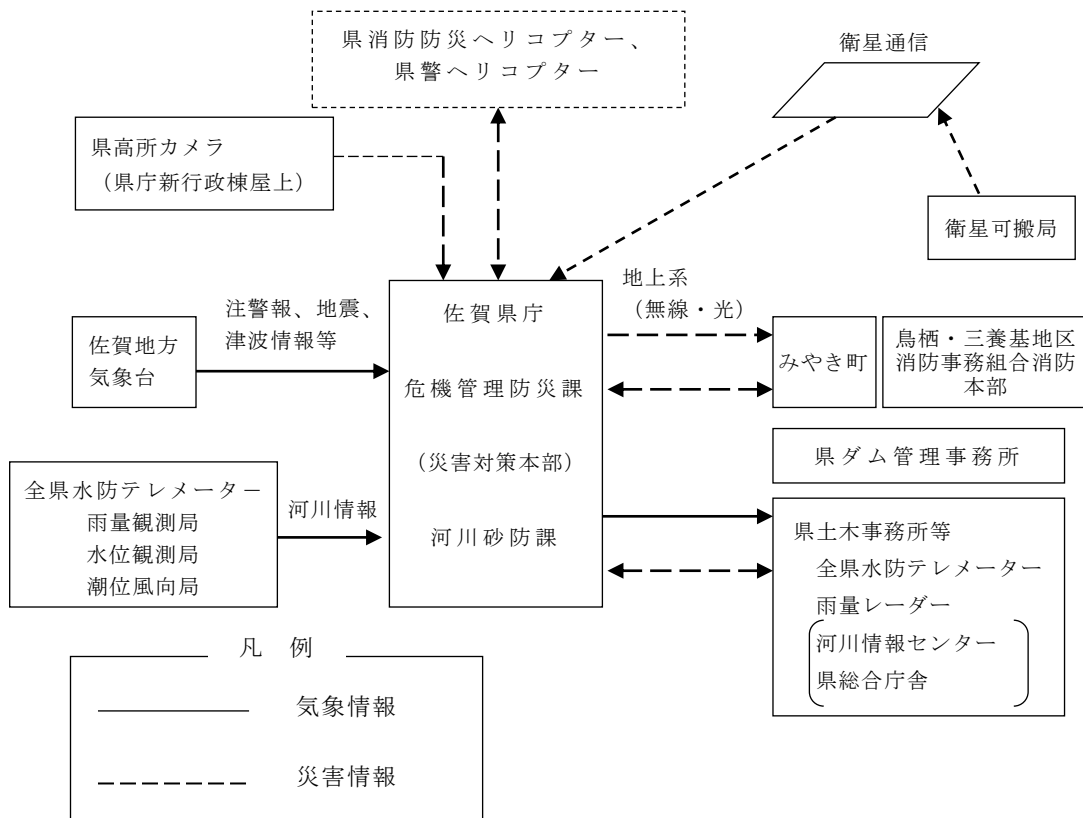 県消防防災ヘリコプター、
県警ヘリコプター
衛星通信
県高所カメラ
（県庁新行政棟屋上）
衛星可搬局
地上系
（無線・光）
注警報、地震、
津波情報等
佐賀地方
気象台
佐賀県庁
危機管理防災課
（災害対策本部）
河川砂防課
みやき町
鳥栖・三養基地区
消防事務組合消防
本部
県ダム管理事務所
全県水防テレメーター
雨量観測局
水位観測局
潮位風向局
河川情報
県土木事務所等
全県水防テレメーター
雨量レーダー
河川情報センター
県総合庁舎
凡 例
気象情報
災害情報